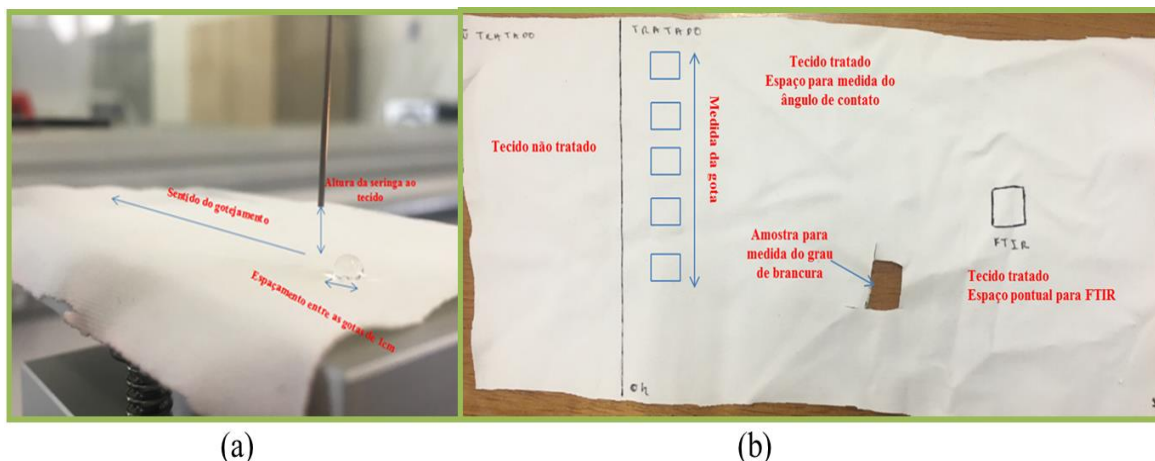 Altura da seringa ao
tecido
Sentido do gotejamento
Espaçamento entre as gotas de 1cm
(a)
TRATADO
TRATADO
Tecido tratado
Espaço para medida do
ângulo de contato
Medida da gota
Tecido não tratado
Amostra para
medida do grau
de brancura
FTIR
Tecido tratado
Espaço pontual para FTIR
0h
(b)